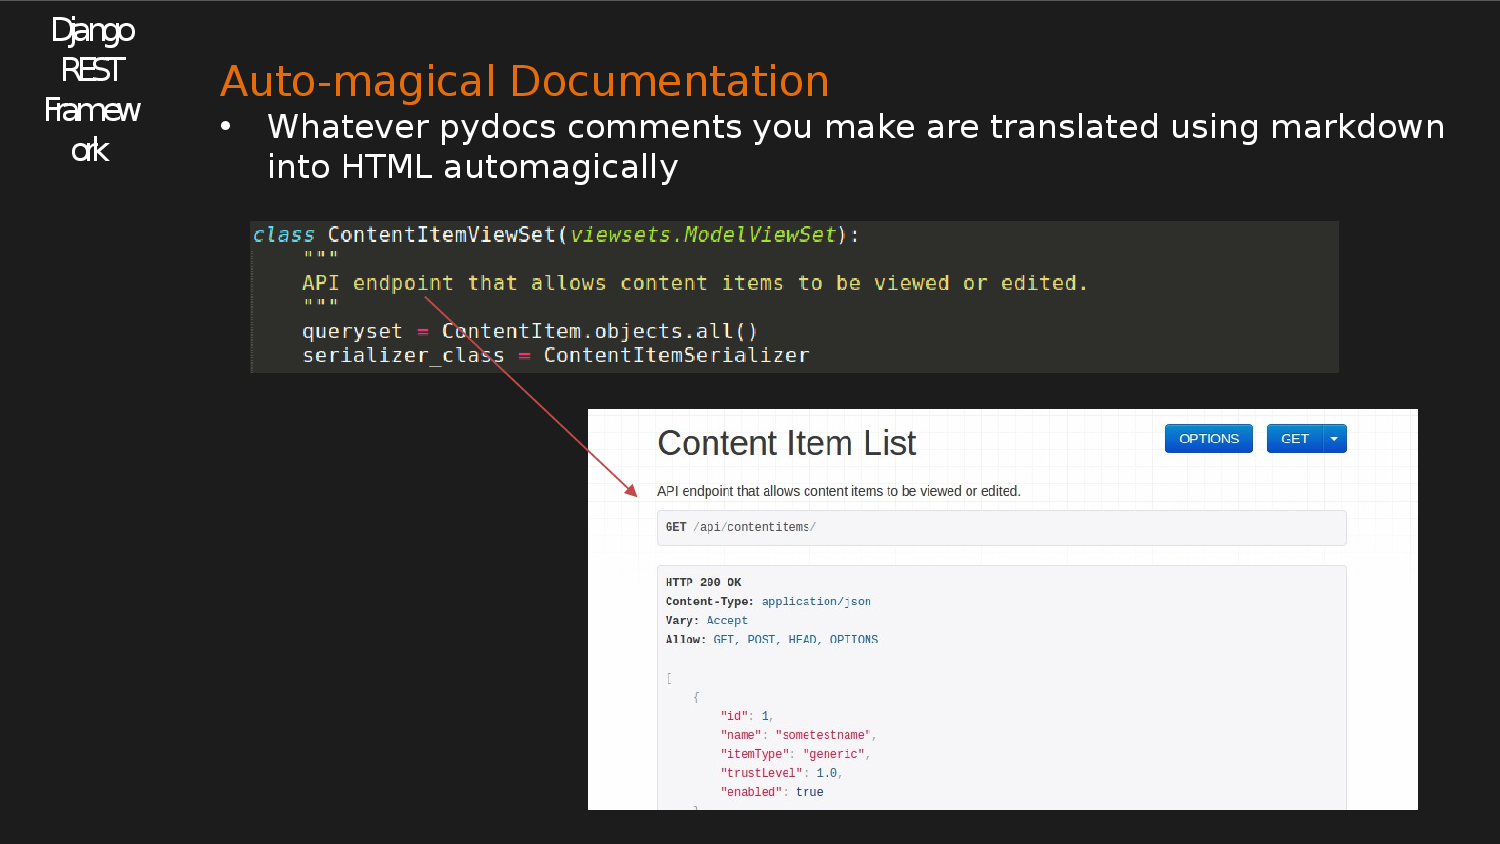 Django
REST
Framew
ork
Auto-magical Documentation
• Whatever pydocs comments you make are translated using markdown
into HTML automagically
class ContentItemViewSet(viewsets.ModelViewSet):
"""
API endpoint that allows content items to be viewed or edited.
"""
queryset = ContentItem.objects.all()
serializer_class = ContentItemSerializer
Content Item List
OPTIONS
GET
API endpoint that allows content items to be viewed or edited.
GET /api/contentitems/
HTTP 200 OK
Content-Type: application/json
Vary: Accept
Allow: GET, POST, HEAD, OPTIONS
[
{
"id": 1,
"name": "sometestname",
"itemType": "generic",
"trustLevel": 1.0,
"enabled": true
}